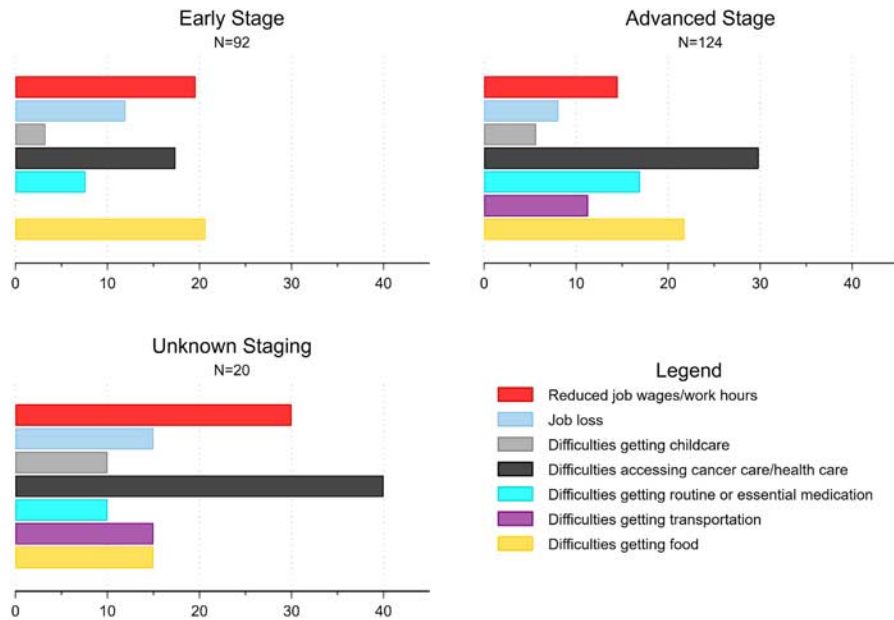 Early Stage
N=92
0 10 20 30 40
Advanced Stage
N=124
0 10 20 30 40
Unknown Staging
N=20
0 10 20 30 40
Legend
Reduced job wages/work hours
Job loss
Difficulties getting childcare
Difficulties accessing cancer care/health care
Difficulties getting routine or essential medication
Difficulties getting transportation
Difficulties getting food